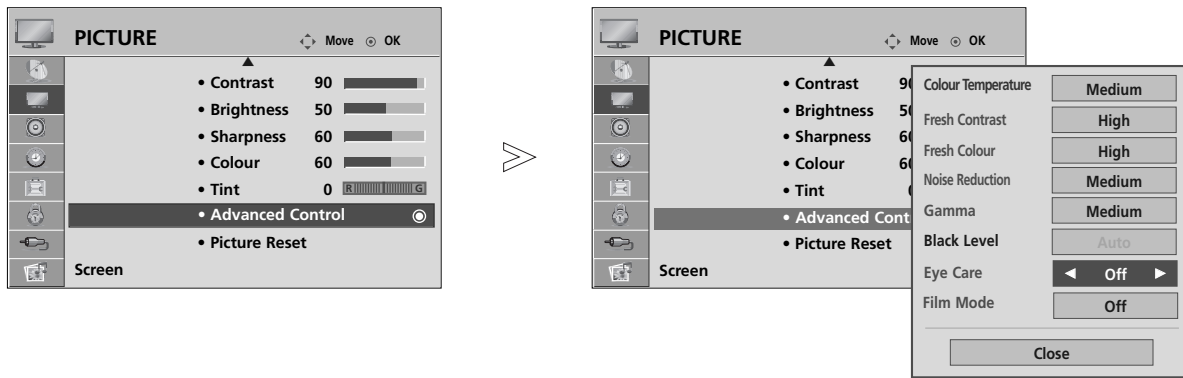 PICTURE Move OK
• Contrast 90
• Brightness 50
• Sharpness 60
• Colour 60
• Tint 0 R G
• Advanced Control
• Picture Reset
Screen
PICTURE Move OK
• Contrast
• Brightness
• Sharpness
• Colour
• Tint
• Advanced
• Picture Reset
Screen
Colour Temperature Medium
Fresh Contrast High
Fresh Colour High
Noise Reduction Medium
Gamma Medium
Black Level Auto
Eye Care ◄ Off ►
Film Mode Off
Close